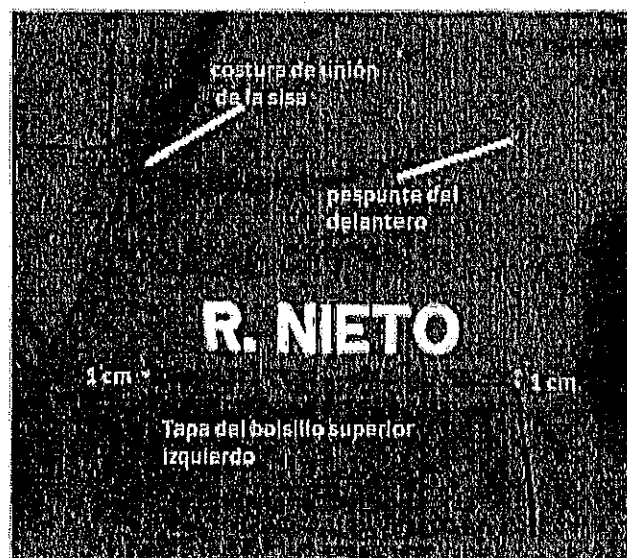 costura de unión
de la sisa
pespunte del
delantero
R. NIETO
1 cm
1 cm
Tapa del bolsillo superior
izquierdo